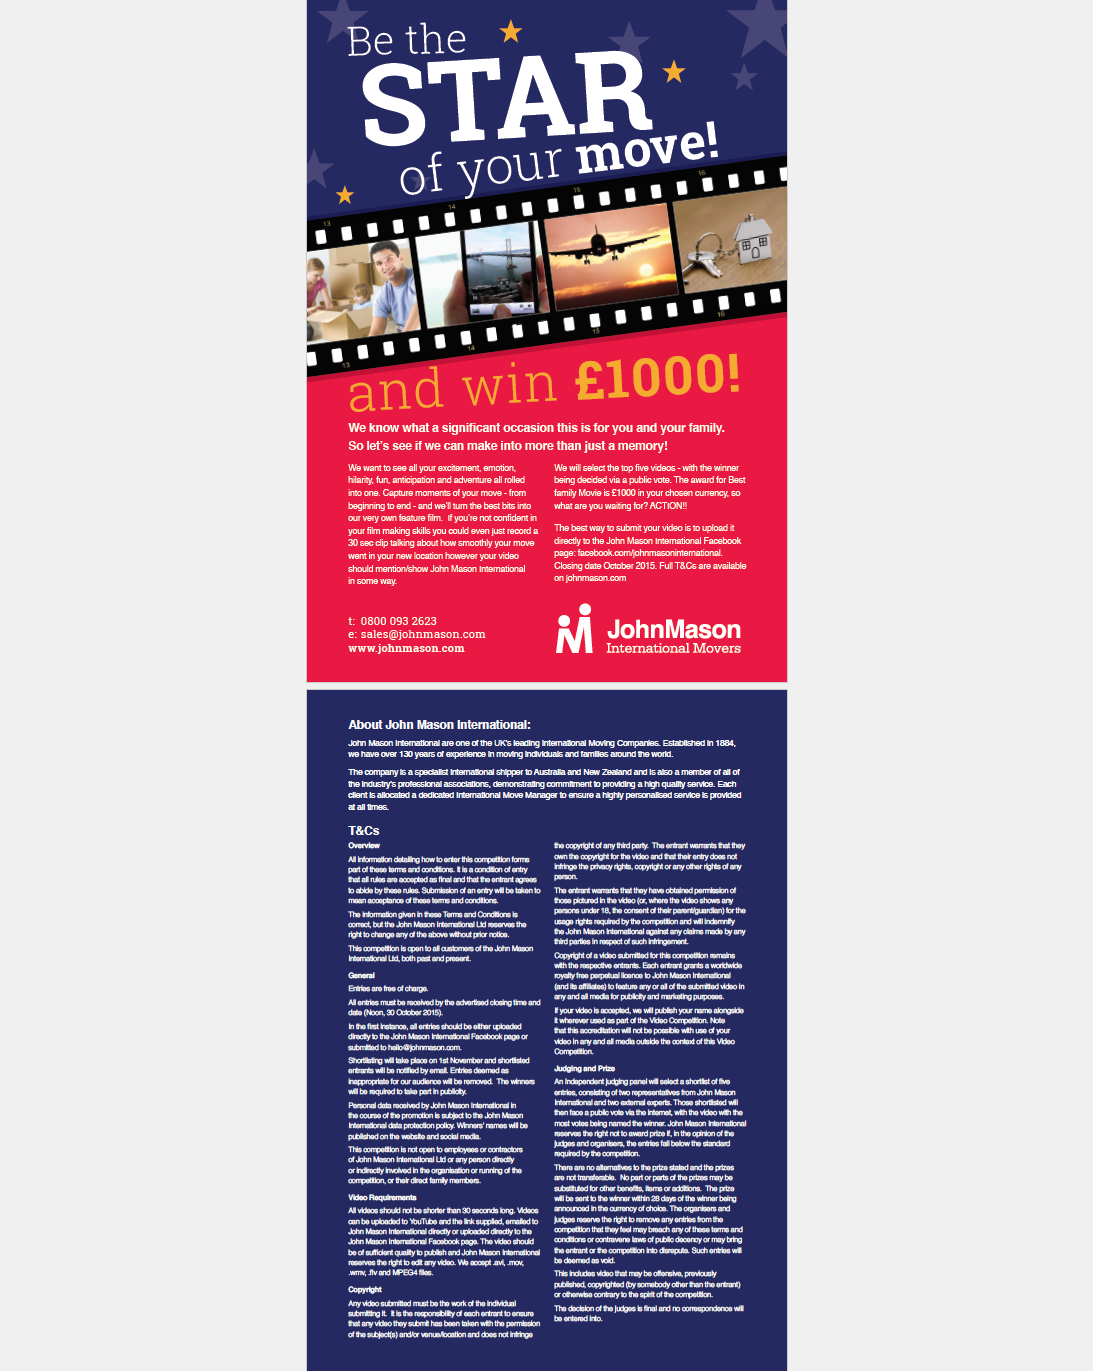 Be the
STAR
of your move!
13
14
15
16
13
14
15
16
and win £1000!
We know what a significant occasion this is for you and your family.
So let's see if we can make into more than just a memory!
We want to see all your excitement, emotion,
hilarity, fun, anticipation and adventure all rolled
into one. Capture moments of your move - from
beginning to end - and we'll turn the best bits into
our very own feature film.  if you're not confident in
your film making skills you could even just record a
30 sec clip talking about how smoothly your move
went in your new location however your video
should mention/show John Mason International
in some way.
We will select the top five videos - with the winner
being decided via a public vote. The award for Best
family Movie is £1000 in your chosen currency, so
what are you waiting for? ACTION!!
The best way to submit your video is to upload it
directly to the John Mason International Facebook
page: facebook.com/johnmasoninternational.
Closing date October 2015. Full T&Cs are available
on johnmason.com
t: 0800 093 2623
e: sales@johnmason.com
www.johnmason.com
JohnMason
International Movers
About John Mason International:
John Mason International are one of the UK's leading International Moving Companies. Established in 1884,
we have over 130 years of experience in moving individuals and families around the world.
The company is a specialist international shipper to Australia and New Zealand and is also a member of all of
the industry's professional associations, demonstrating commitment to providing a high quality service. Each
client is allocated a dedicated International Move Manager to ensure a highly personalised service is provided
at all times.
T&Cs
Overview
All information detailing how to enter this competition forms
part of these terms and conditions. It is a condition of entry
that all rules are accepted as final and that the entrant agrees
to abide by these rules. Submission of an entry will be taken to
mean acceptance of these terms and conditions.
The information given in these Terms and Conditions is
correct, but the John Mason International Ltd reserves the
right to change any of the above without prior notice.
This competition is open to all customers of the John Mason
International Ltd, both past and present.
General
Entries are free of charge.
All entries must be received by the advertised closing time and
date (Noon, 30 October 2015).
In the first instance, all entries should be either uploaded
directly to the John Mason International Facebook page or
submitted to hello@johnmason.com.
Shortlisting will take place on 1st November and shortlisted
entrants will be notified by email. Entries deemed as
inappropriate for our audience will be removed.  The winners
will be required to take part in publicity.
Personal data received by John Mason International in
the course of the promotion is subject to the John Mason
International data protection policy. Winners' names will be
published on the website and social media.
This competition is not open to employees or contractors
of John Mason International Ltd or any person directly
or indirectly involved in the organisation or running of the
competition, or their direct family members.
Video Requirements
All videos should not be shorter than 30 seconds long. Videos
can be uploaded to YouTube and the link supplied, emailed to
John Mason International directly or uploaded directly to the
John Mason International Facebook page. The video should
be of sufficient quality to publish and John Mason International
reserves the right to edit any video. We accept .avi, .mov,
.wmv, .flv and MPEG4 files.
Copyright
Any video submitted must be the work of the individual
submitting it.  It is the responsibility of each entrant to ensure
that any video they submit has been taken with the permission
of the subject(s) and/or venue/location and does not infringe
the copyright of any third party.  The entrant warrants that they
own the copyright for the video and that their entry does not
infringe the privacy rights, copyright or any other rights of any
person.
The entrant warrants that they have obtained permission of
those pictured in the video (or, where the video shows any
persons under 18, the consent of their parent/guardian) for the
usage rights required by the competition and will indemnify
the John Mason International against any claims made by any
third parties in respect of such infringement.
Copyright of a video submitted for this competition remains
with the respective entrants. Each entrant grants a worldwide
royalty free perpetual licence to John Mason International
(and its affiliates) to feature any or all of the submitted video in
any and all media for publicity and marketing purposes.
If your video is accepted, we will publish your name alongside
it wherever used as part of the Video Competition. Note
that this accreditation will not be possible with use of your
video in any and all media outside the context of this Video
Competition.
Judging and Prize
An independent judging panel will select a shortlist of five
entries, consisting of two representatives from John Mason
International and two external experts. Those shortlisted will
then face a public vote via the internet, with the video with the
most votes being named the winner. John Mason International
reserves the right not to award prize if, in the opinion of the
judges and organisers, the entries fall below the standard
required by the competition.
There are no alternatives to the prize stated and the prizes
are not transferable.  No part or parts of the prizes may be
substituted for other benefits, items or additions.  The prize
will be sent to the winner within 28 days of the winner being
announced in the currency of choice. The organisers and
judges reserve the right to remove any entries from the
competition that they feel may breach any of these terms and
conditions or contravene laws of public decency or may bring
the entrant or the competition into disrepute. Such entries will
be deemed as void.
This includes video that may be offensive, previously
published, copyrighted (by somebody other than the entrant)
or otherwise contrary to the spirit of the competition.
The decision of the judges is final and no correspondence will
be entered into.